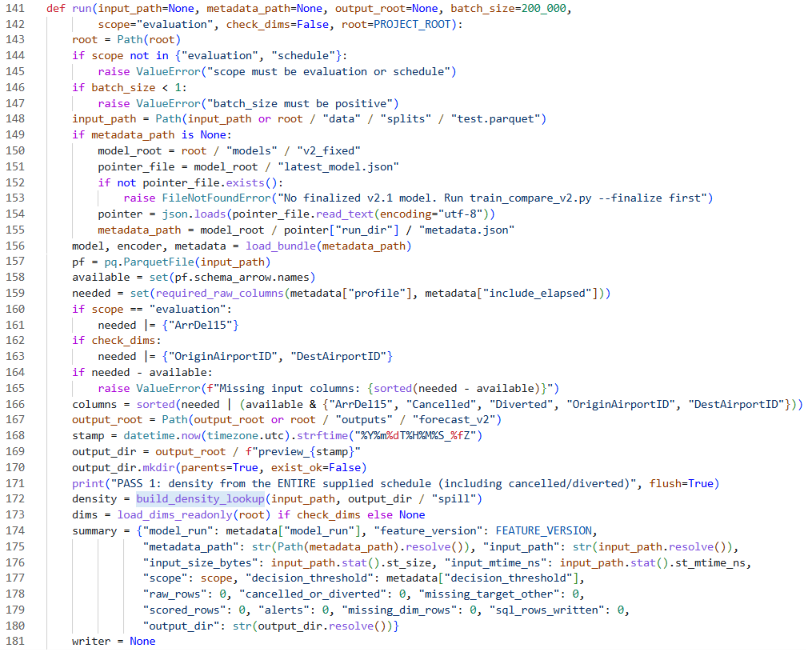 141 def run(input_path=None, metadata_path=None, output_root=None, batch_size=200_000,
142         scope="evaluation", check_dims=False, root=PROJECT_ROOT):
143     root = Path(root)
144     if scope not in {"evaluation", "schedule"}:
145         raise ValueError("scope must be evaluation or schedule")
146     if batch_size < 1:
147         raise ValueError("batch_size must be positive")
148     input_path = Path(input_path or root / "data" / "splits" / "test.parquet")
149     if metadata_path is None:
150         model_root = root / "models" / "v2_fixed"
151         pointer_file = model_root / "latest_model.json"
152         if not pointer_file.exists():
153             raise FileNotFoundError("No finalized v2.1 model. Run train_compare_v2.py --finalize first")
154         pointer = json.loads(pointer_file.read_text(encoding="utf-8"))
155         metadata_path = model_root / pointer["run_dir"] / "metadata.json"
156     model, encoder, metadata = load_bundle(metadata_path)
157     pf = pq.ParquetFile(input_path)
158     available = set(pf.schema_arrow.names)
159     needed = set(required_raw_columns(metadata["profile"], metadata["include_elapsed"]))
160     if scope == "evaluation":
161         needed |= {"ArrDel15"}
162     if check_dims:
163         needed |= {"OriginAirportID", "DestAirportID"}
164     if needed - available:
165         raise ValueError(f"Missing input columns: {sorted(needed - available)}")
166     columns = sorted(needed | (available & {"ArrDel15", "Cancelled", "Diverted", "OriginAirportID", "DestAirportID"}))
167     output_root = Path(output_root or root / "outputs" / "forecast_v2")
168     stamp = datetime.now(timezone.utc).strftime("%Y%m%dT%H%M%S_%fZ")
169     output_dir = output_root / f"preview_{stamp}"
170     output_dir.mkdir(parents=True, exist_ok=False)
171     print("PASS 1: density from the ENTIRE supplied schedule (including cancelled/diverted)", flush=True)
172     density = build_density_lookup(input_path, output_dir / "spill")
173     dims = load_dims_readonly(root) if check_dims else None
174     summary = {"model_run": metadata["model_run"], "feature_version": FEATURE_VERSION,
175                "metadata_path": str(Path(metadata_path).resolve()), "input_path": str(input_path.resolve()),
176                "input_size_bytes": input_path.stat().st_size, "input_mtime_ns": input_path.stat().st_mtime_ns,
177                "scope": scope, "decision_threshold": metadata["decision_threshold"],
178                "raw_rows": 0, "cancelled_or_diverted": 0, "missing_target_other": 0,
179                "scored_rows": 0, "alerts": 0, "missing_dim_rows": 0, "sql_rows_written": 0,
180                "output_dir": str(output_dir.resolve())}
181     writer = None